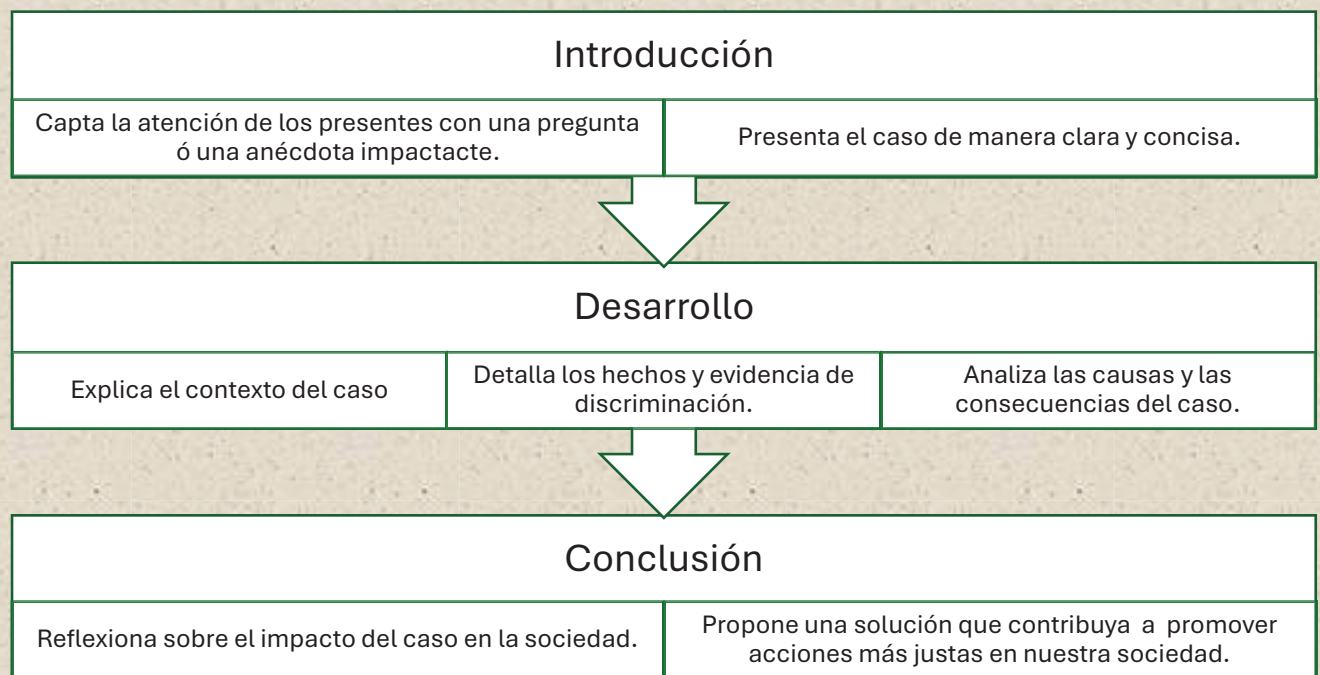 Introducción
Capta la atención de los presentes con una pregunta
ó una anécdota impactacte.
Presenta el caso de manera clara y concisa.
Desarrollo
Explica el contexto del caso
Detalla los hechos y evidencia de
discriminación.
Analiza las causas y las
consecuencias del caso.
Conclusión
Reflexiona sobre el impacto del caso en la sociedad.
Propone una solución que contribuya a promover
acciones más justas en nuestra sociedad.